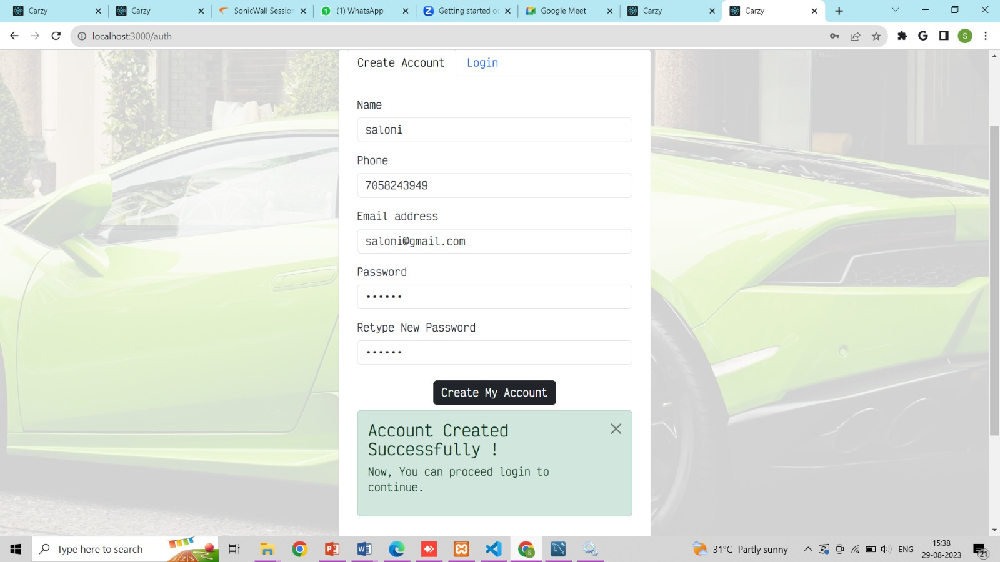 Carzy
Carzy
SonicWall Session
(1) WhatsApp
Getting started o
Google Meet
Carzy
Carzy
localhost:3000/auth
S
Create Account
Login
Name
saloni
Phone
7058243949
Email address
saloni@gmail.com
Password
••••••
Retype New Password
••••••
Create My Account
Account Created
Successfully !
Now, You can proceed login to
continue.
Type here to search
31°C Partly sunny
ENG
15:38
29-08-2023
21